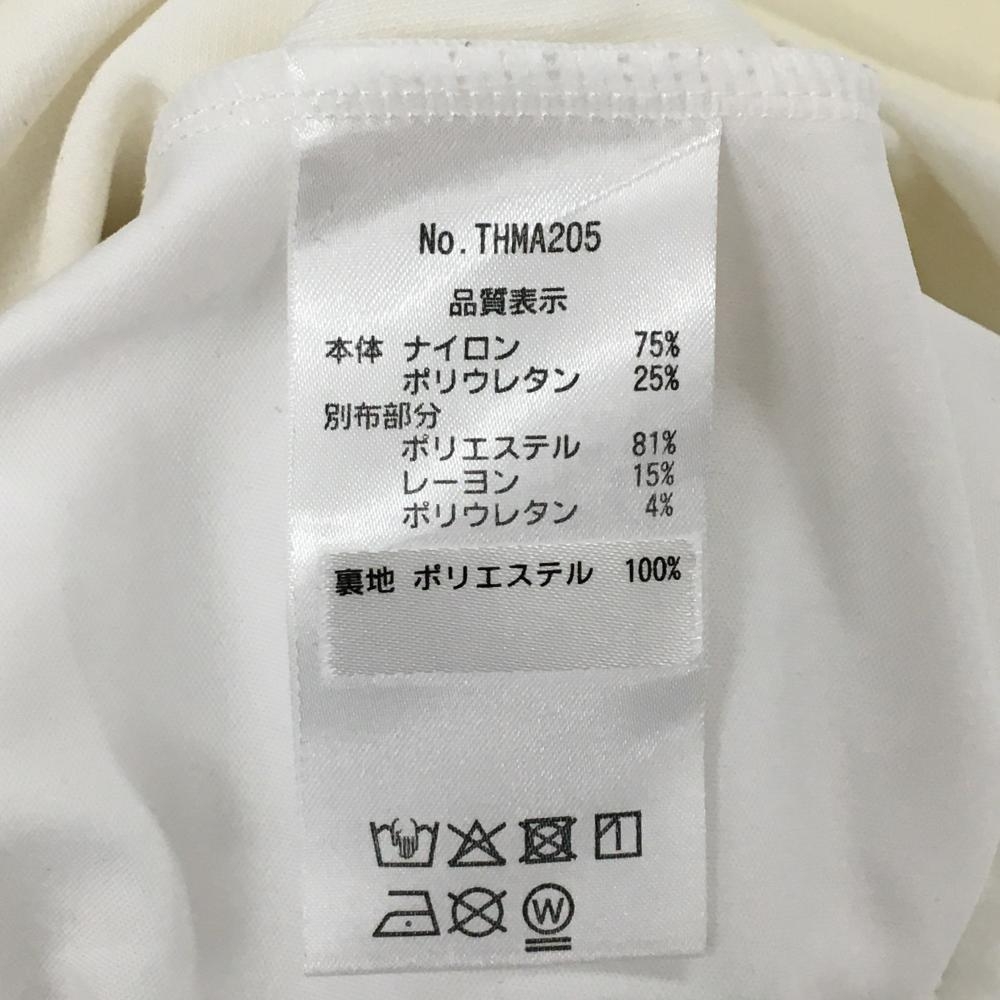 No.THMA205
品質表示
本体 ナイロン 75%
ポリウレタン 25%
別布部分
ポリエステル 81%
レーヨン 15%
ポリウレタン 4%
裏地 ポリエステル 100%
W